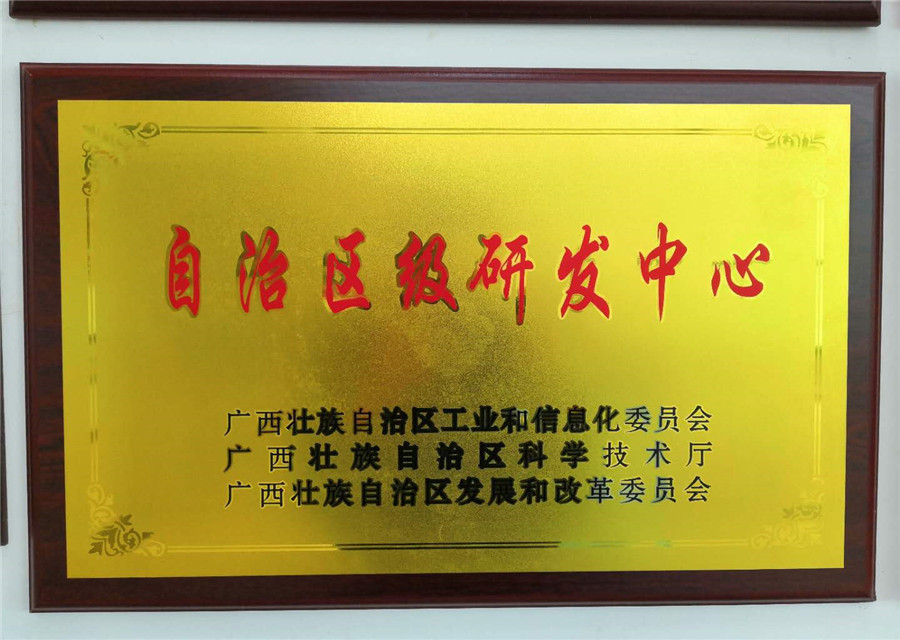 自治区级研发中心
广西壮族自治区工业和信息化委员会
广西壮族自治区科学技术厅
广西壮族自治区发展和改革委员会